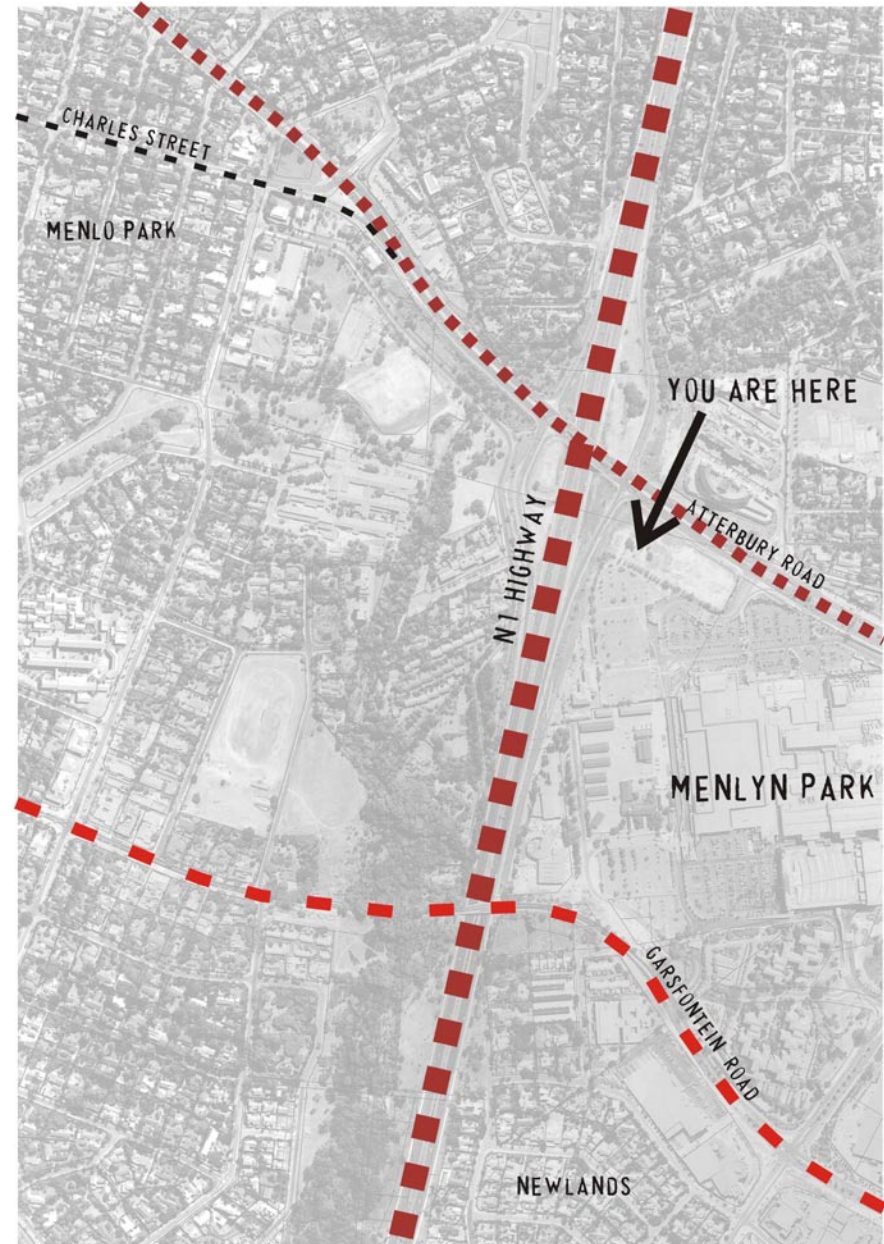 CHARLES STREET
MENLO PARK
YOU ARE HERE
ATTERBURY ROAD
N1 HIGHWAY
MENLYN PARK
GARSFONTEIN ROAD
NEWLANDS